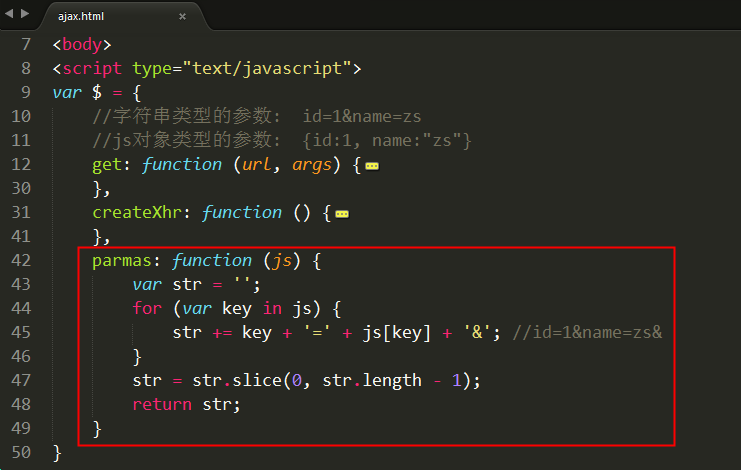 ajax.html ×
7 <body>
8 <script type="text/javascript">
9 var $ = {
10 //字符串类型的参数: id=1&name=zs
11 //js对象类型的参数: {id:1, name:"zs"}
12 get: function (url, args) {
30 },
31 createXhr: function () {
41 },
42 parmas: function (js) {
43 var str = '';
44 for (var key in js) {
45 str += key + '=' + js[key] + '&'; //id=1&name=zs&
46 }
47 str = str.slice(0, str.length - 1);
48 return str;
49 }
50 }